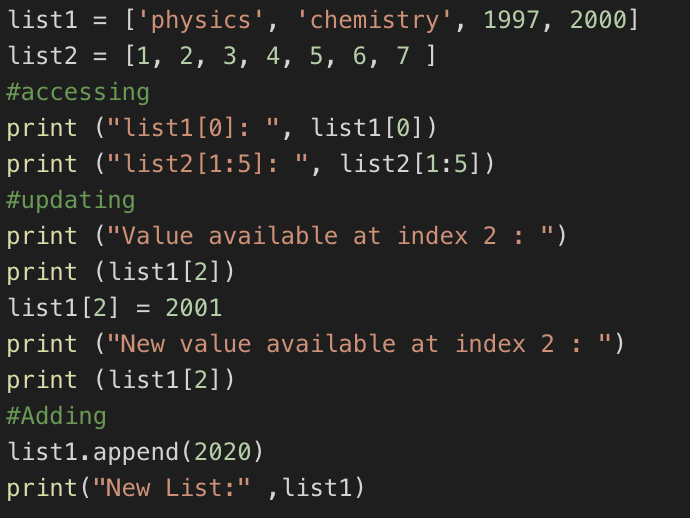 list1 = ['physics', 'chemistry', 1997, 2000]
list2 = [1, 2, 3, 4, 5, 6, 7 ]
#accessing
print ("list1[0]: ", list1[0])
print ("list2[1:5]: ", list2[1:5])
#updating
print ("Value available at index 2 : ")
print (list1[2])
list1[2] = 2001
print ("New value available at index 2 : ")
print (list1[2])
#Adding
list1.append(2020)
print("New List:" ,list1)